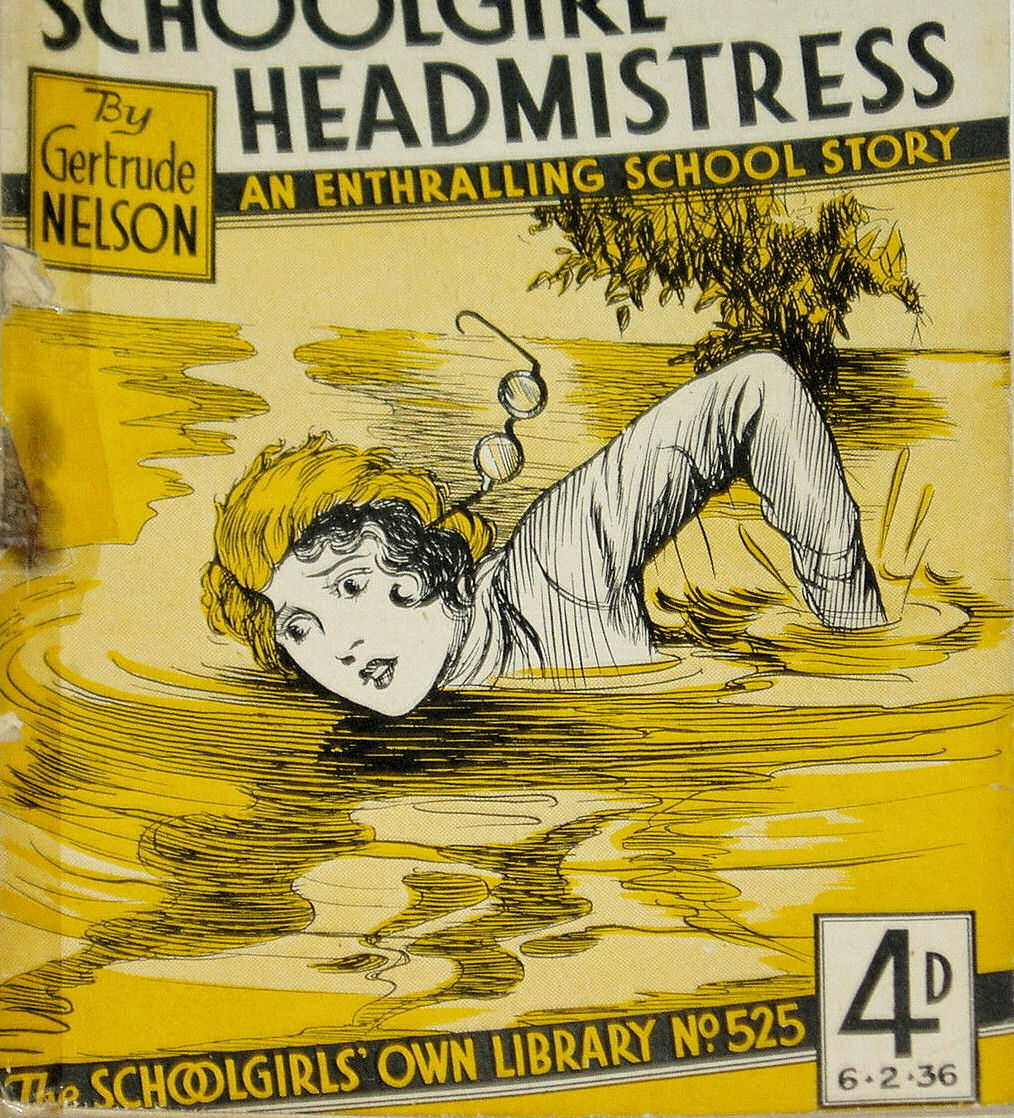 SCHOOLGIRL
HEADMISTRESS
By
Gertrude
NELSON
AN ENTHRALLING SCHOOL STORY
The SCHOOLGIRLS' OWN LIBRARY No. 525
4D
6·2·36